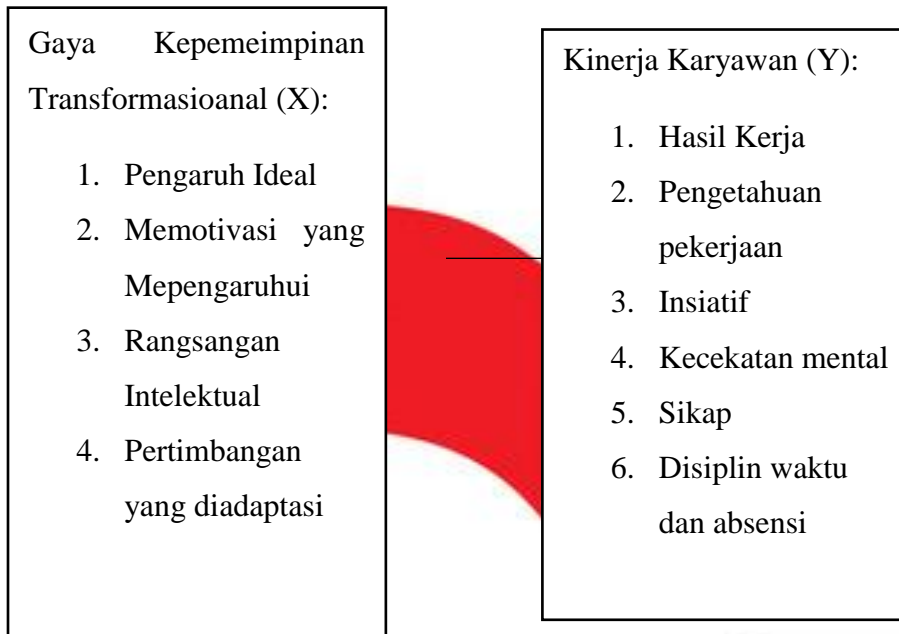 Gaya Kepemeimpinan
Transformasioanal (X):
1. Pengaruh Ideal
2. Memotivasi yang
Mepengaruhui
3. Rangsangan
Intelektual
4. Pertimbangan
yang diadaptasi
Kinerja Karyawan (Y):
1. Hasil Kerja
2. Pengetahuan
pekerjaan
3. Insiatif
4. Kecekatan mental
5. Sikap
6. Disiplin waktu
dan absensi